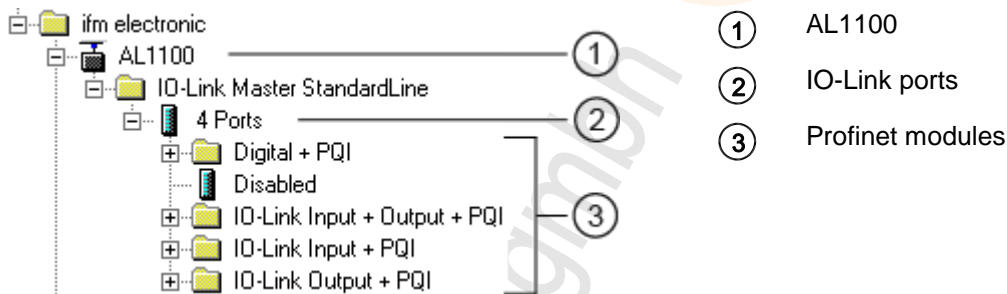 ifm electronic
AL1100
IO-Link Master StandardLine
4 Ports
Digital + PQI
Disabled
IO-Link Input + Output + PQI
IO-Link Input + PQI
IO-Link Output + PQI
1
2
3
1 AL1100
2 IO-Link ports
3 Profinet modules
gmbh